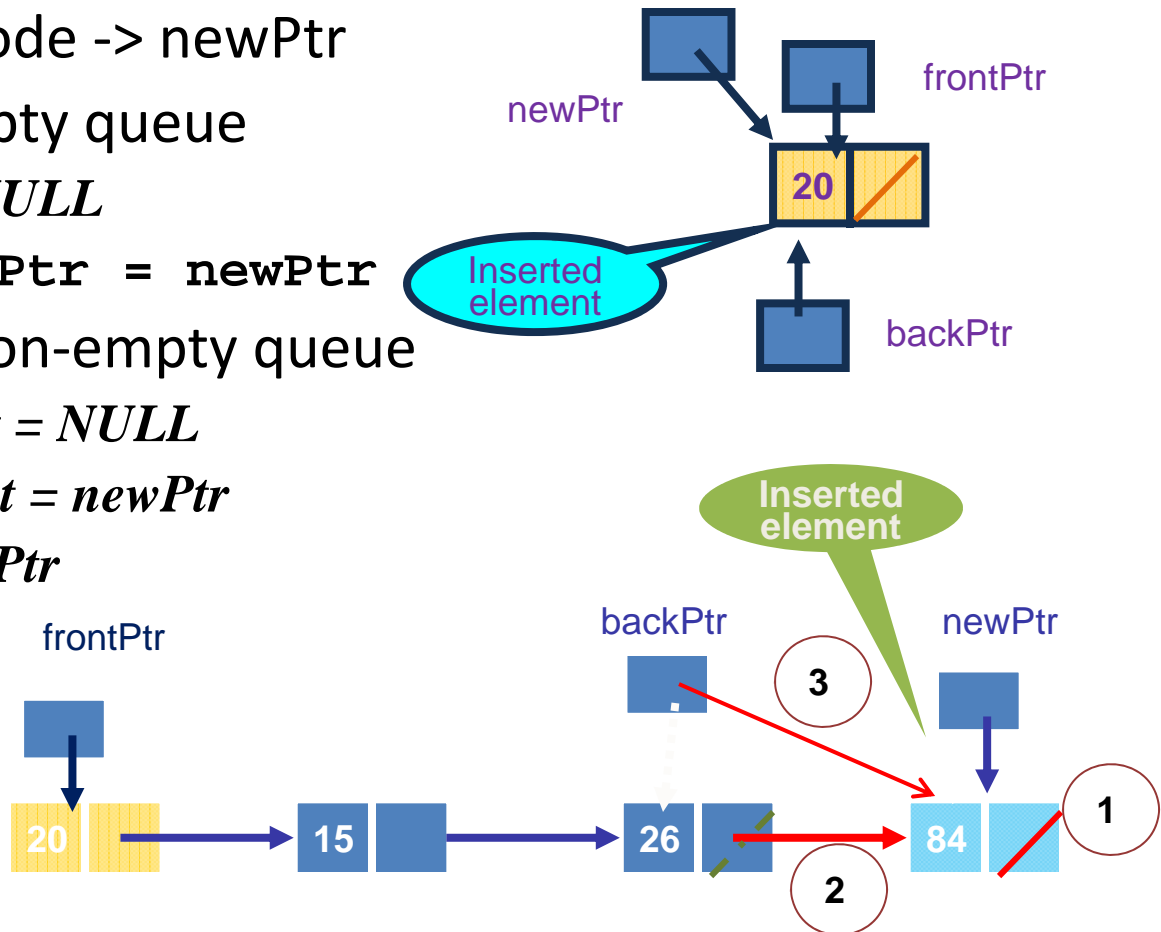 ode -> newPtr
pty queue
NULL
Ptr = newPtr
on-empty queue
= NULL
t = newPtr
Ptr
newPtr
frontPtr
20
Inserted
element
backPtr
Inserted
element
frontPtr
backPtr
newPtr
3
20
15
26
84
1
2